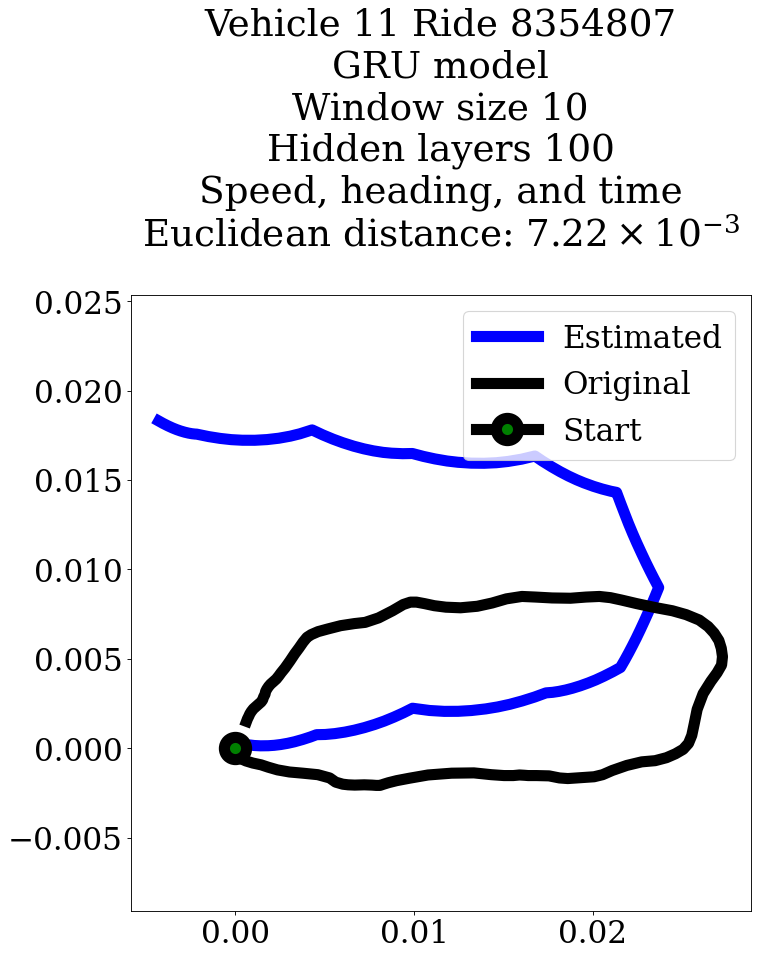 Vehicle 11 Ride 8354807
GRU model
Window size 10
Hidden layers 100
Speed, heading, and time
Euclidean distance: 7.22 × 10⁻³
0.025
0.020
0.015
0.010
0.005
0.000
−0.005
Estimated
Original
Start
0.00 0.01 0.02